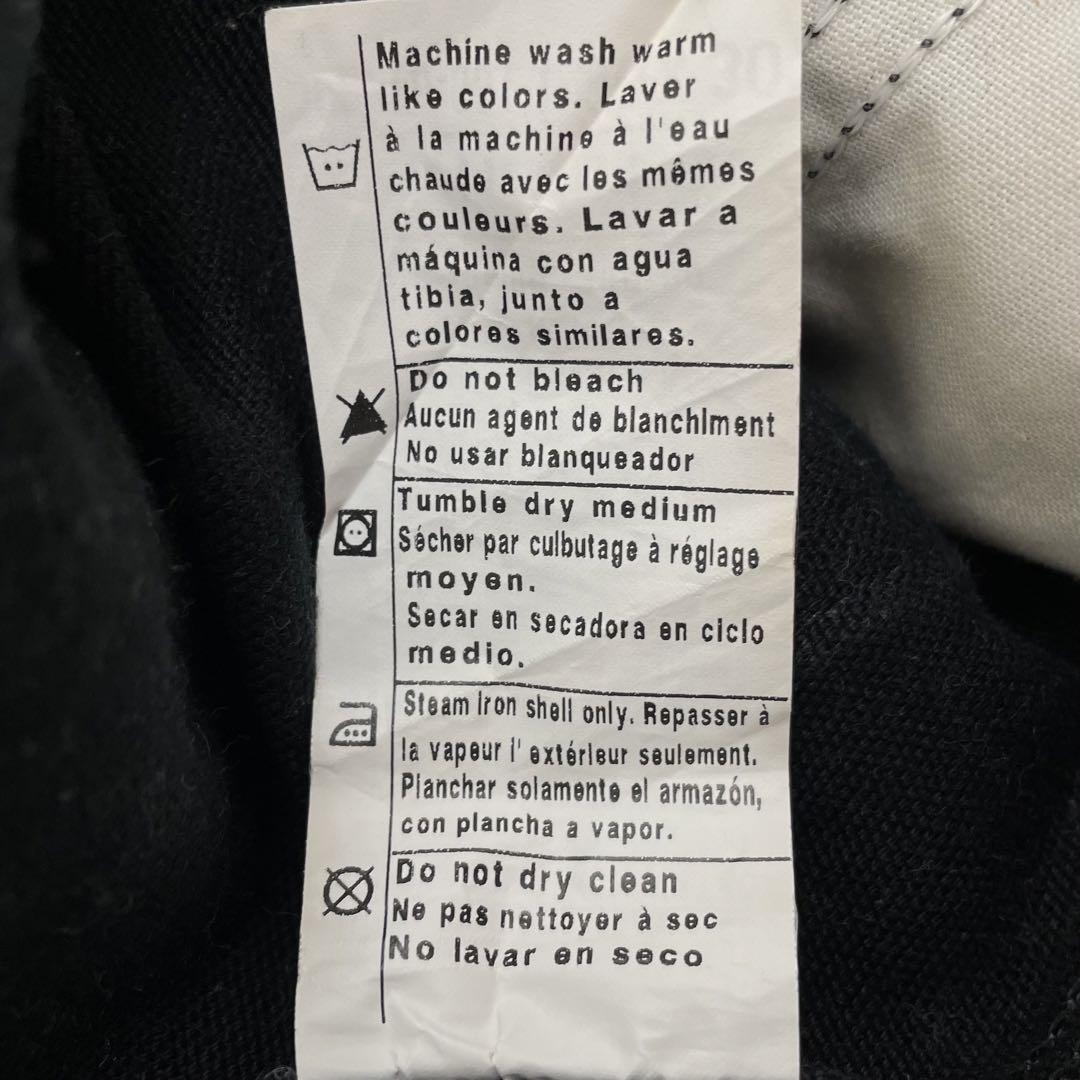 Machine wash warm
like colors. Laver
à la machine à l'eau
chaude avec les mêmes
couleurs. Lavar a
máquina con agua
tibia, junto a
colores similares.
Do not bleach
Aucun agent de blanchiment
No usar blanqueador
Tumble dry medium
Sécher par culbutage à réglage
moyen.
Secar en secadora en ciclo
medio.
Steam iron shell only. Repasser à
la vapeur l' extérieur seulement.
Planchar solamente el armazón,
con plancha a vapor.
Do not dry clean
Ne pas nettoyer à sec
No lavar en seco